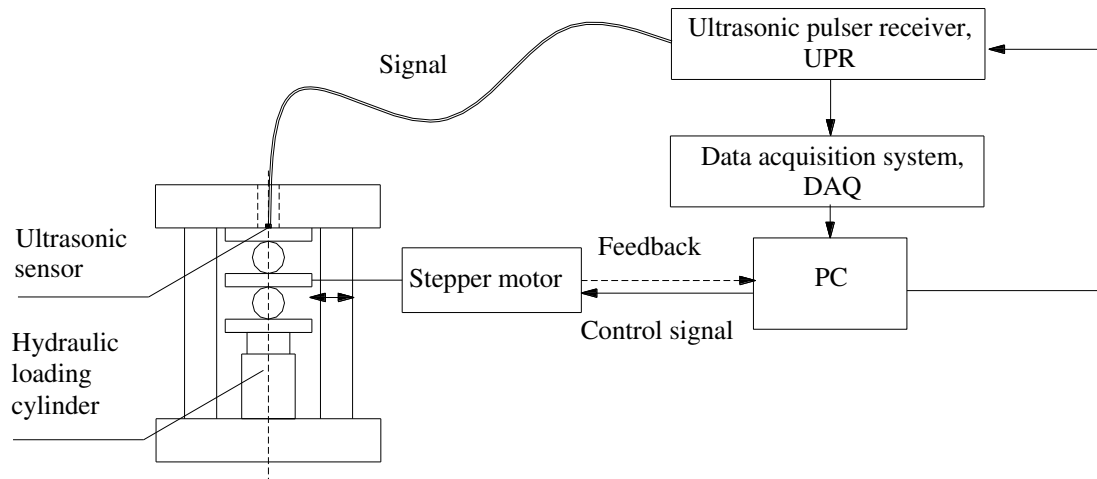 Ultrasonic pulser receiver,
UPR
Signal
Data acquisition system,
DAQ
Ultrasonic
sensor
Stepper motor
Feedback
PC
Control signal
Hydraulic
loading
cylinder